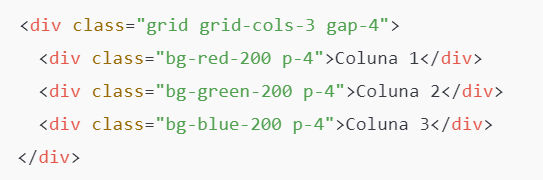 <div class="grid grid-cols-3 gap-4">
  <div class="bg-red-200 p-4">Coluna 1</div>
  <div class="bg-green-200 p-4">Coluna 2</div>
  <div class="bg-blue-200 p-4">Coluna 3</div>
</div>